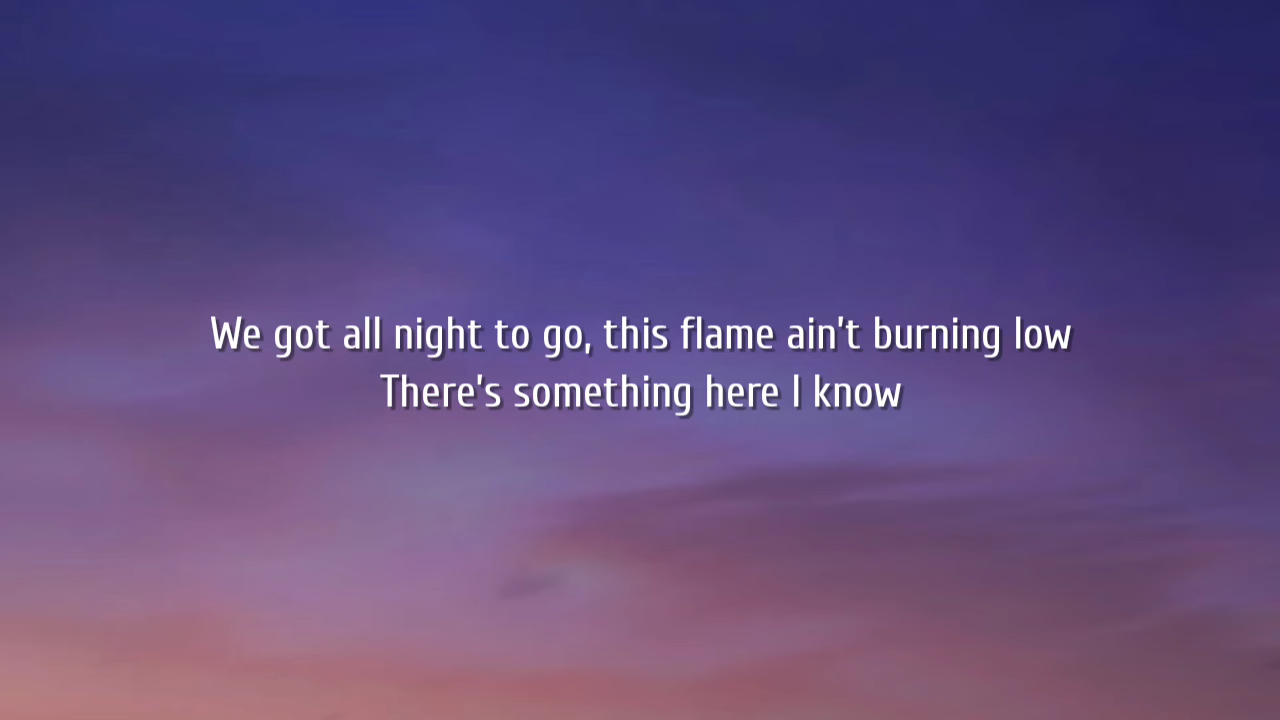 We got all night to go, this flame ain't burning low
There's something here I know